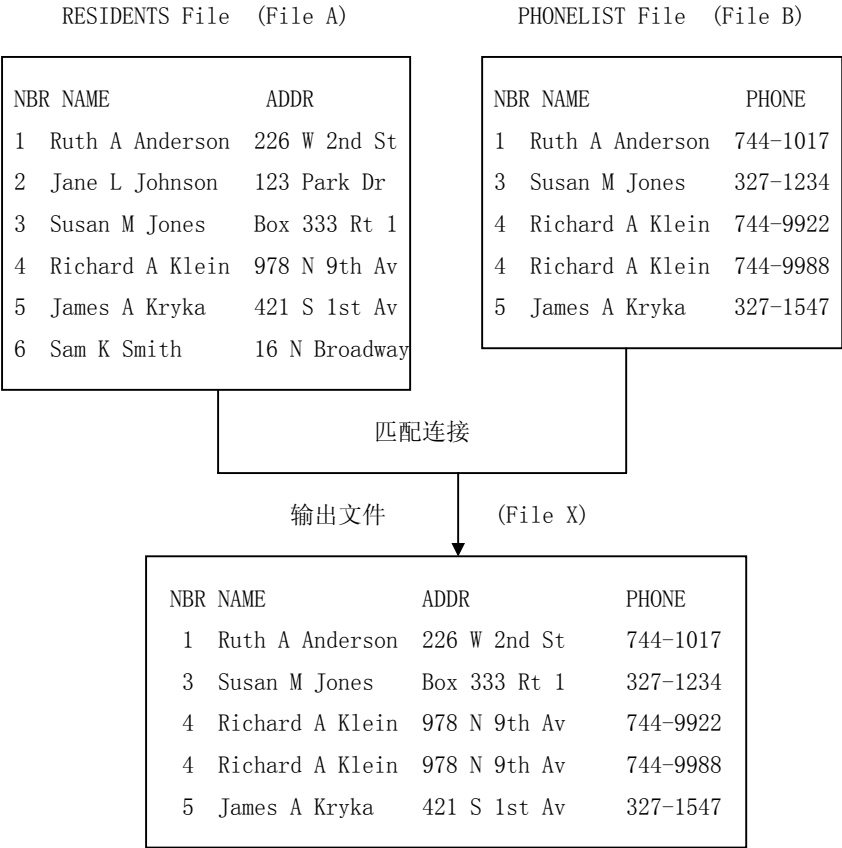 RESIDENTS File (File A)
NBR NAME ADDR
1 Ruth A Anderson 226 W 2nd St
2 Jane L Johnson 123 Park Dr
3 Susan M Jones Box 333 Rt 1
4 Richard A Klein 978 N 9th Av
5 James A Kryka 421 S 1st Av
6 Sam K Smith 16 N Broadway
PHONELIST File (File B)
NBR NAME PHONE
1 Ruth A Anderson 744-1017
3 Susan M Jones 327-1234
4 Richard A Klein 744-9922
4 Richard A Klein 744-9988
5 James A Kryka 327-1547
匹配连接
输出文件 (File X)
NBR NAME ADDR PHONE
1 Ruth A Anderson 226 W 2nd St 744-1017
3 Susan M Jones Box 333 Rt 1 327-1234
4 Richard A Klein 978 N 9th Av 744-9922
4 Richard A Klein 978 N 9th Av 744-9988
5 James A Kryka 421 S 1st Av 327-1547